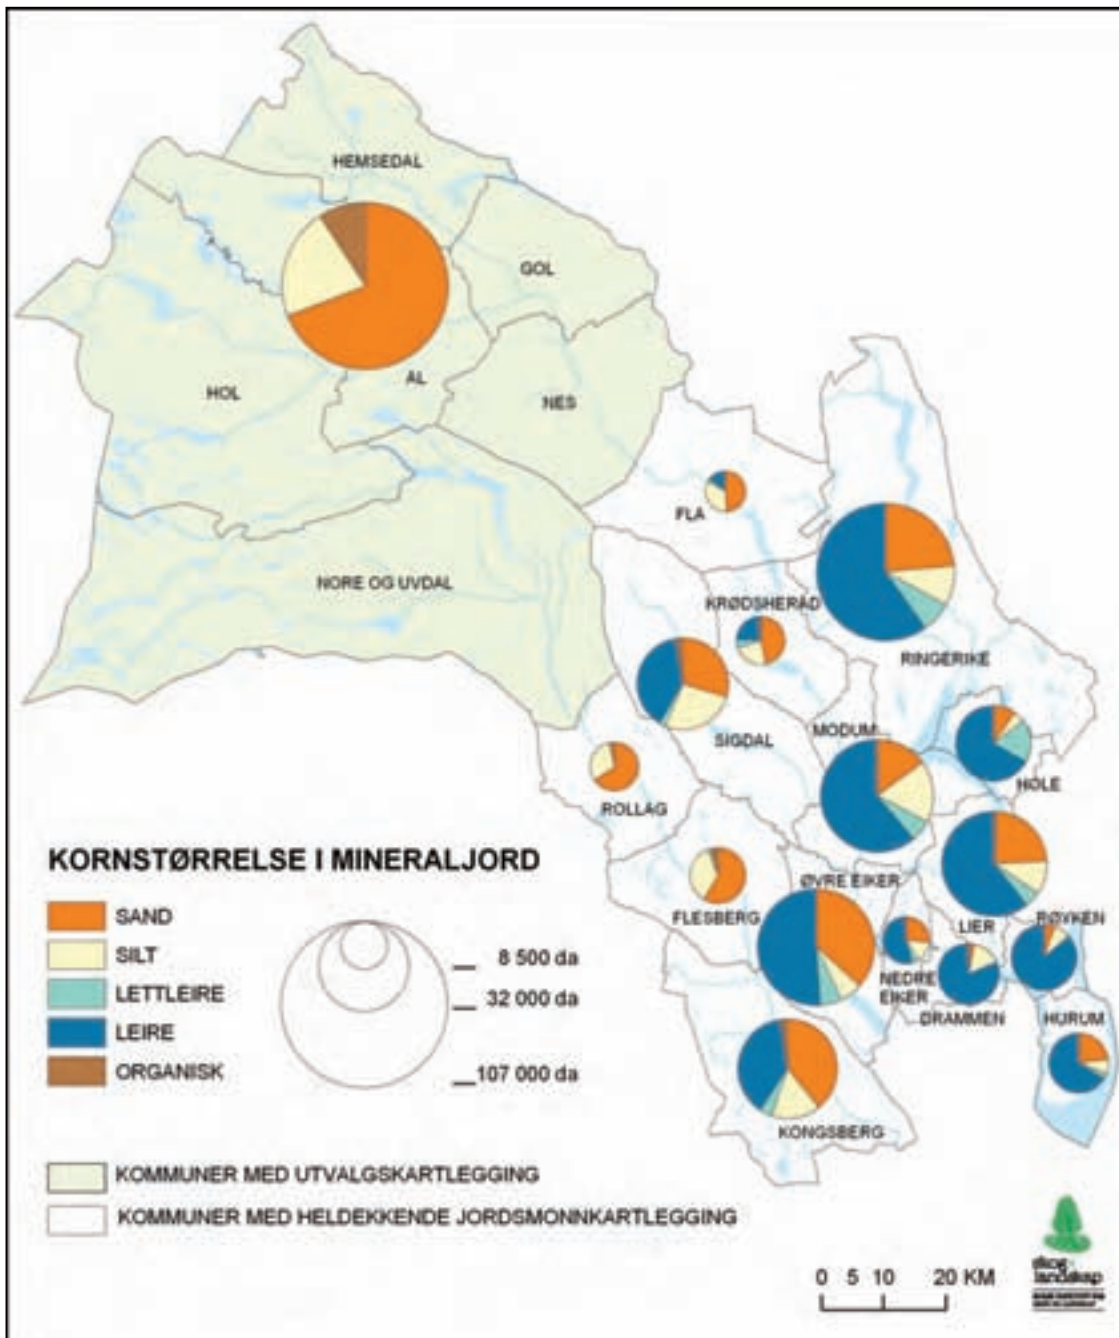 HEMSEDAL
GOL
ÅL
HOL
NES
FLA
NORE OG UVDAL
KRØDSHERAD
RINGERIKE
SIGDAL
MODUM
HOLE
ROLLAG
ØVRE EIKER
FLESBERG
LIER
RØYKEN
NEDRE
EIKER
DRAMMEN
HURUM
KONGSBERG
KORNSTØRRELSE I MINERALJORD
SAND
SILT
LETTLEIRE
LEIRE
ORGANISK
8 500 da
32 000 da
107 000 da
KOMMUNER MED UTVALGSKARTLEGGING
KOMMUNER MED HELDEKKENDE JORDSMONNKARTLEGGING
0 5 10 20 KM
skog+
landskap